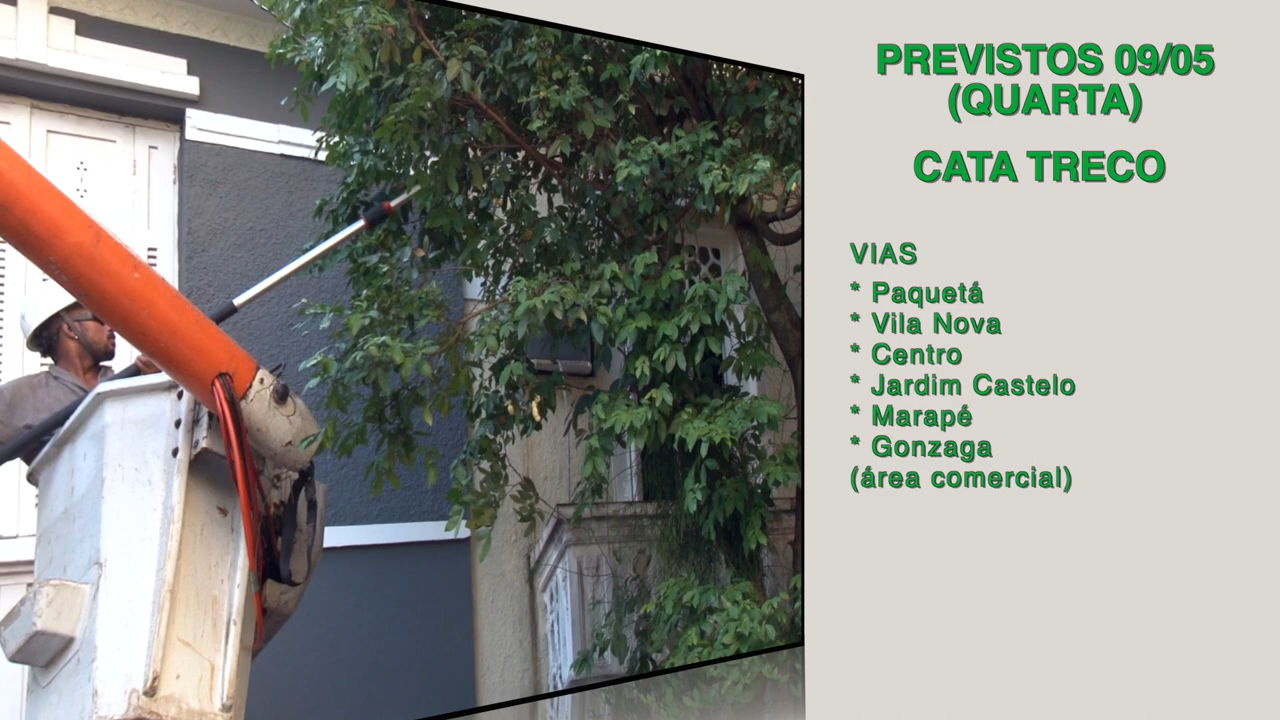 PREVISTOS 09/05
(QUARTA)
CATA TRECO
VIAS
* Paquetá
* Vila Nova
* Centro
* Jardim Castelo
* Marapé
* Gonzaga
(área comercial)